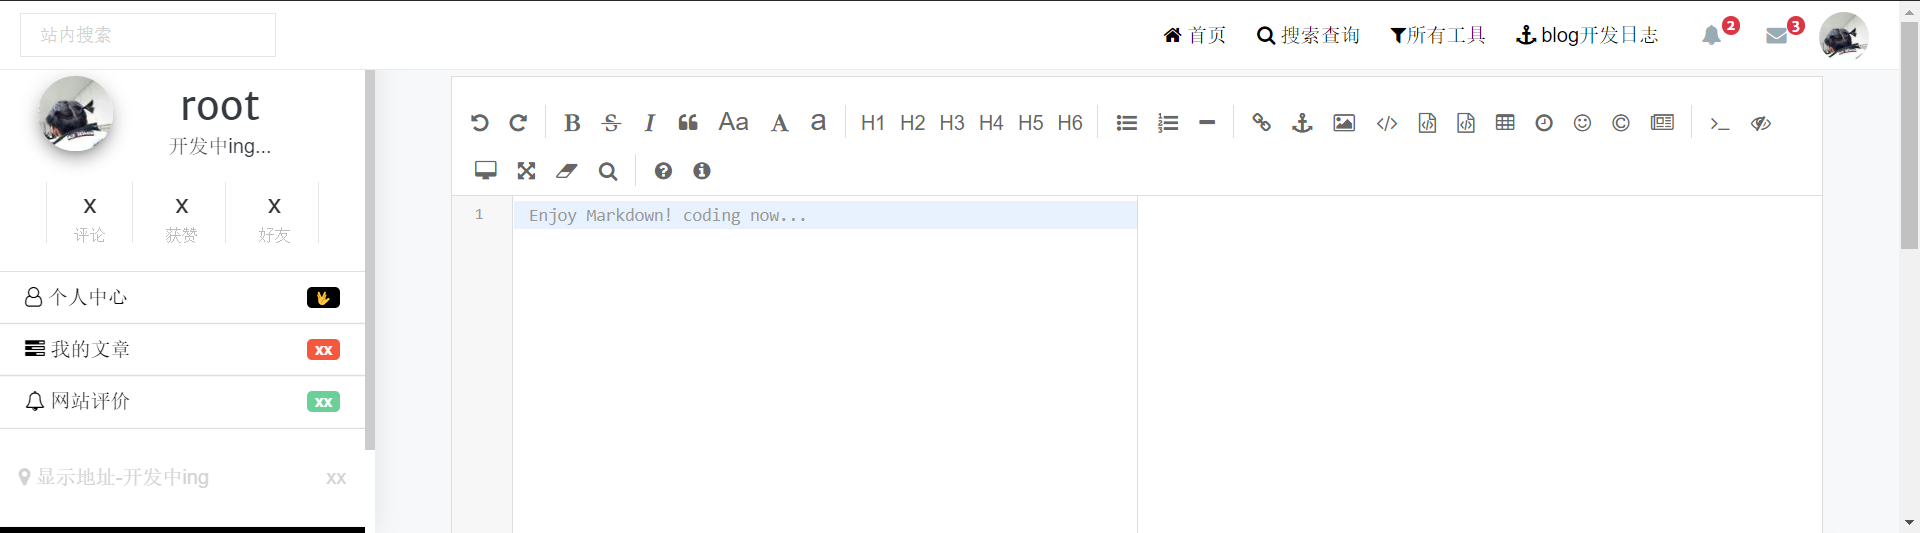 站内搜索
首页 搜索查询 所有工具 blog开发日志 2 3
root
开发中ing...
x x x
评论 获赞 好友
个人中心
我的文章 xx
网站评价 xx
显示地址-开发中ing xx
B S I Aa A a H1 H2 H3 H4 H5 H6
1 Enjoy Markdown! coding now...